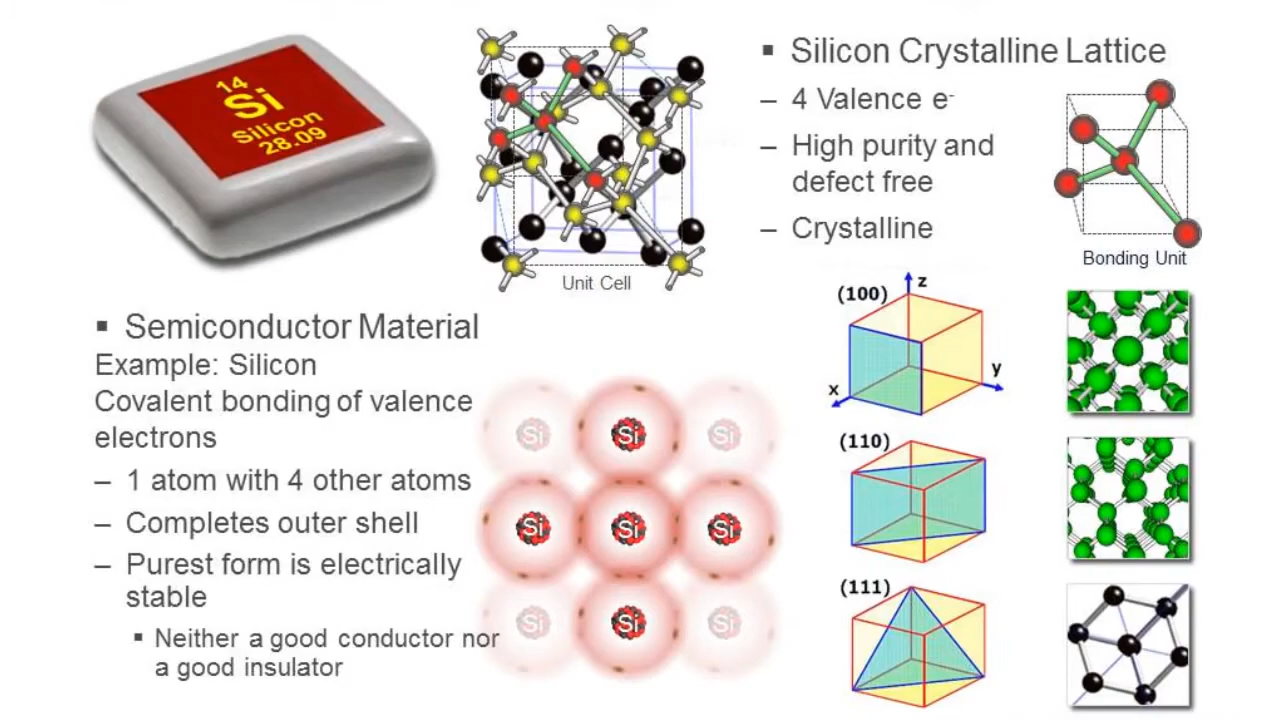 14
Si
Silicon
28.09
Unit Cell
▪ Silicon Crystalline Lattice
– 4 Valence e-
– High purity and
defect free
– Crystalline
Bonding Unit
▪ Semiconductor Material
Example: Silicon
Covalent bonding of valence
electrons
– 1 atom with 4 other atoms
– Completes outer shell
– Purest form is electrically
stable
▪ Neither a good conductor nor
a good insulator
Si Si Si
Si Si Si
Si Si Si
(100)
z
y
x
(110)
(111)